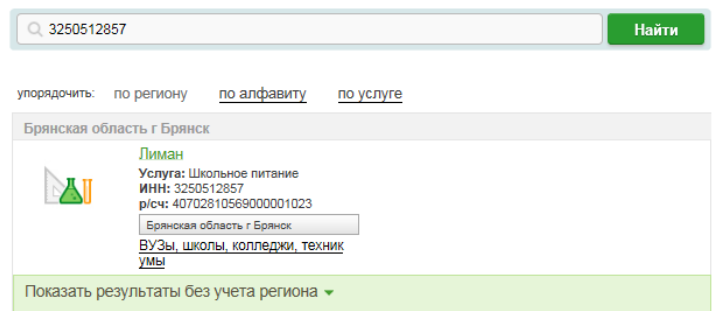 3250512857
Найти
упорядочить: по региону по алфавиту по услуге
Брянская область г Брянск
Лиман
Услуга: Школьное питание
ИНН: 3250512857
р/сч: 40702810569000001023
Брянская область г Брянск
ВУЗы, школы, колледжи, техник
умы
Показать результаты без учета региона